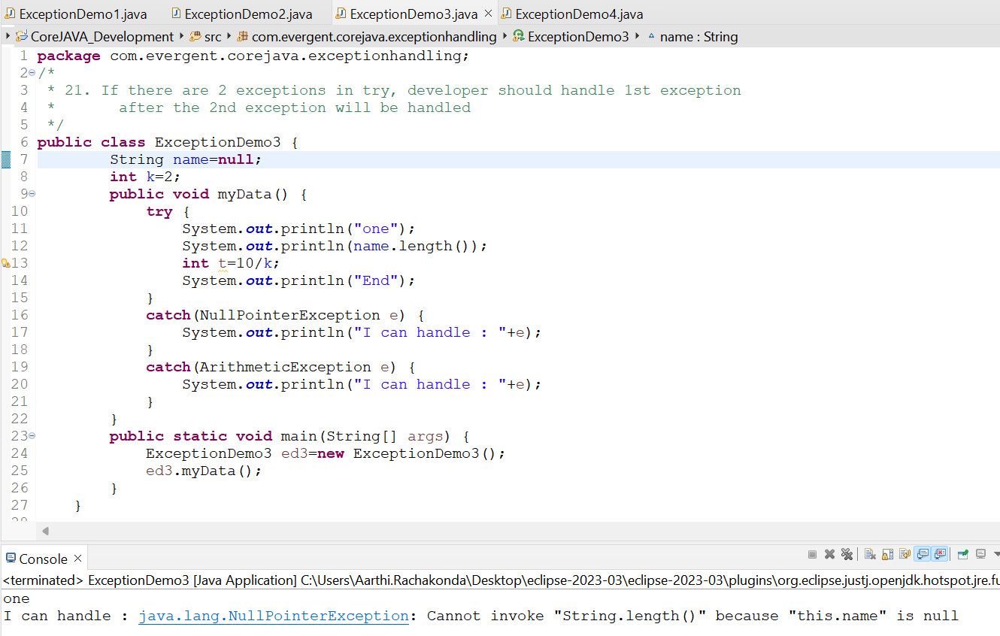 ExceptionDemo1.java ExceptionDemo2.java ExceptionDemo3.java ExceptionDemo4.java
CoreJAVA_Development src com.evergent.corejava.exceptionhandling ExceptionDemo3 name : String
1 package com.evergent.corejava.exceptionhandling;
2 /*
3  * 21. If there are 2 exceptions in try, developer should handle 1st exception
4  *       after the 2nd exception will be handled
5  */
6 public class ExceptionDemo3 {
7         String name=null;
8         int k=2;
9         public void myData() {
10             try {
11                 System.out.println("one");
12                 System.out.println(name.length());
13                 int t=10/k;
14                 System.out.println("End");
15             }
16             catch(NullPointerException e) {
17                 System.out.println("I can handle : "+e);
18             }
19             catch(ArithmeticException e) {
20                 System.out.println("I can handle : "+e);
21             }
22         }
23         public static void main(String[] args) {
24             ExceptionDemo3 ed3=new ExceptionDemo3();
25             ed3.myData();
26         }
27     }
28
Console
<terminated> ExceptionDemo3 [Java Application] C:\Users\Aarthi.Rachakonda\Desktop\eclipse-2023-03\eclipse-2023-03\plugins\org.eclipse.justj.openjdk.hotspot.jre.fu
one
I can handle : java.lang.NullPointerException: Cannot invoke "String.length()" because "this.name" is null